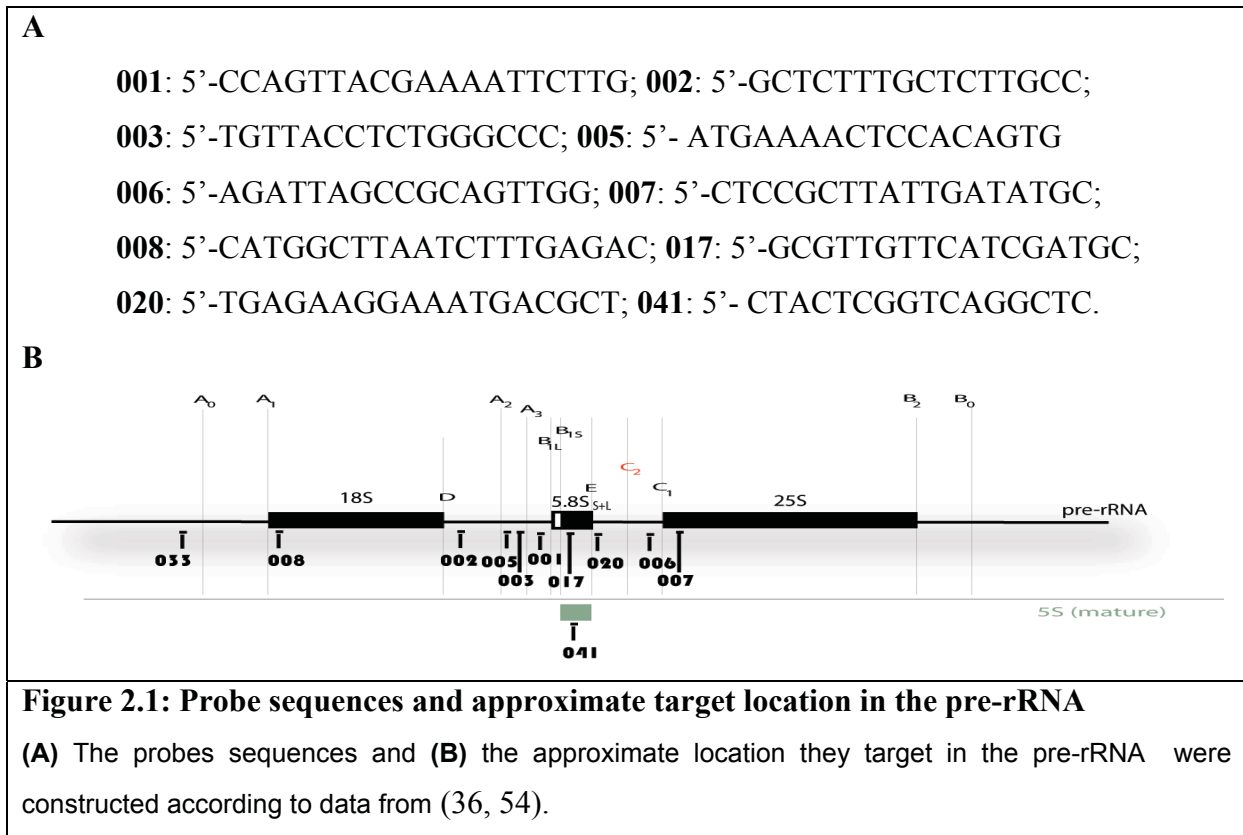 A
001: 5’-CCAGTTACGAAAATTCTTG; 002: 5’-GCTCTTTGCTCTTGCC;
003: 5’-TGTTACCTCTGGGCCC; 005: 5’- ATGAAAACTCCACAGTG
006: 5’-AGATTAGCCGCAGTTGG; 007: 5’-CTCCGCTTATTGATATGC;
008: 5’-CATGGCTTAATCTTTGAGAC; 017: 5’-GCGTTGTTCATCGATGC;
020: 5’-TGAGAAGGAAATGACGCT; 041: 5’- CTACTCGGTCAGGCTC.
B
A0 A1 A2 A3 B1L B1S B2 B0
18S D 5.8S E S+L C2 C1 25S pre-rRNA
033 008 002 005 003 001 017 020 006 007
5S (mature)
041
Figure 2.1: Probe sequences and approximate target location in the pre-rRNA
(A) The probes sequences and (B) the approximate location they target in the pre-rRNA were
constructed according to data from (36, 54).